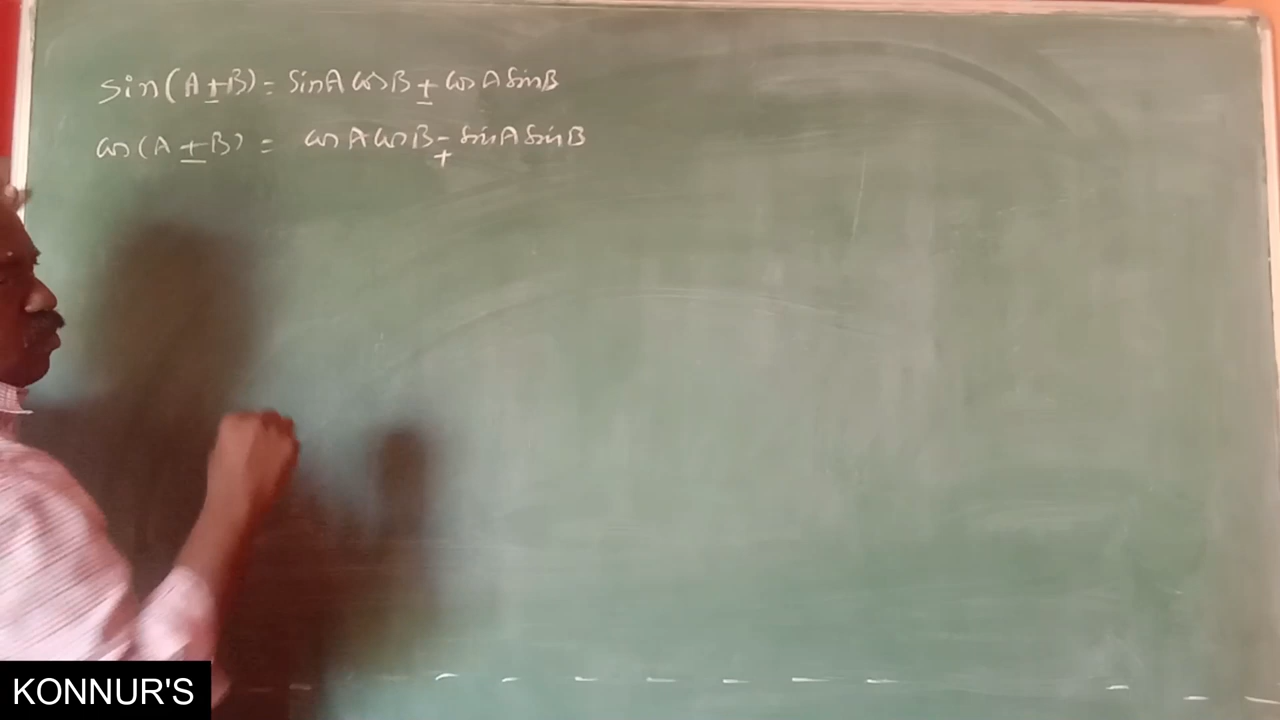 sin(A±B) = sinA cosB ± cosA sinB
cos(A±B) = cosA cosB ∓ sinA sinB
KONNUR'S